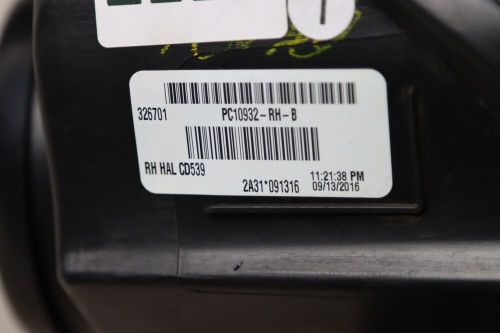 326701
PC10932-RH-B
RH HAL CD539
2A31*091316
11:21:38 PM
09/13/2016